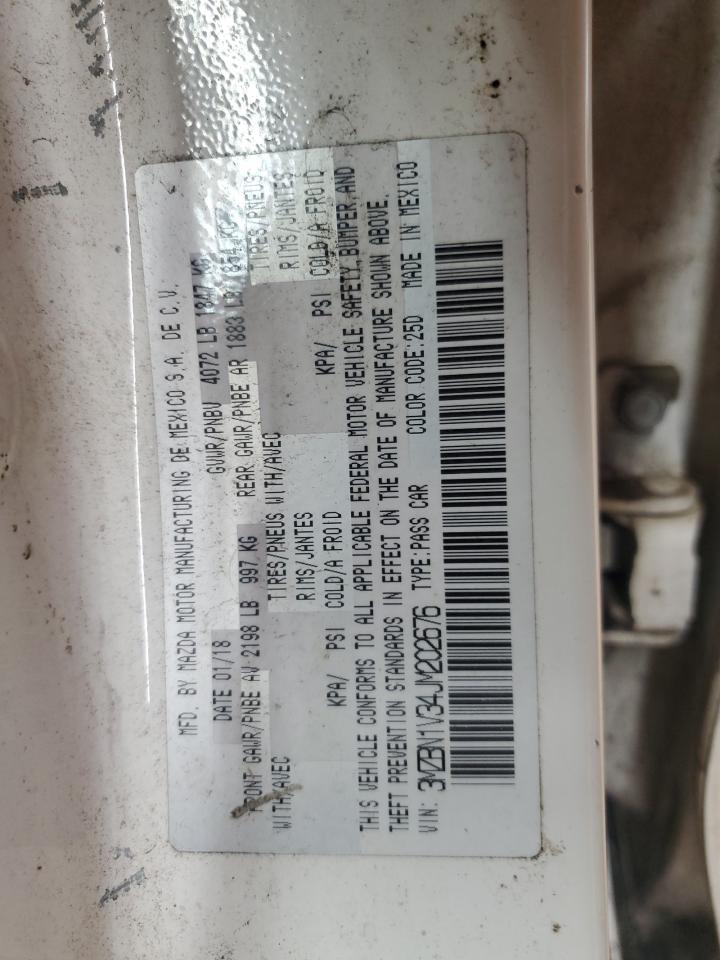 MFD. BY MAZDA MOTOR MANUFACTURING DE MEXICO S.A. DE C.V.
DATE 01/18 GVWR/PNBV 4072 LB 1847 KG
FRONT GAWR/PNBE AV 2198 LB 997 KG REAR GAWR/PNBE AR 1883 LB 854 KG
WITH/AVEC TIRES/PNEUS WITH/AVEC TIRES/PNEUS
RIMS/JANTES RIMS/JANTES
KPA/ PSI COLD/A FROID KPA/ PSI COLD/A FROID
THIS VEHICLE CONFORMS TO ALL APPLICABLE FEDERAL MOTOR VEHICLE SAFETY, BUMPER,AND
THEFT PREVENTION STANDARDS IN EFFECT ON THE DATE OF MANUFACTURE SHOWN ABOVE.
VIN: 3MZBN1V34JM202676 TYPE:PASS CAR COLOR CODE:25D MADE IN MEXICO